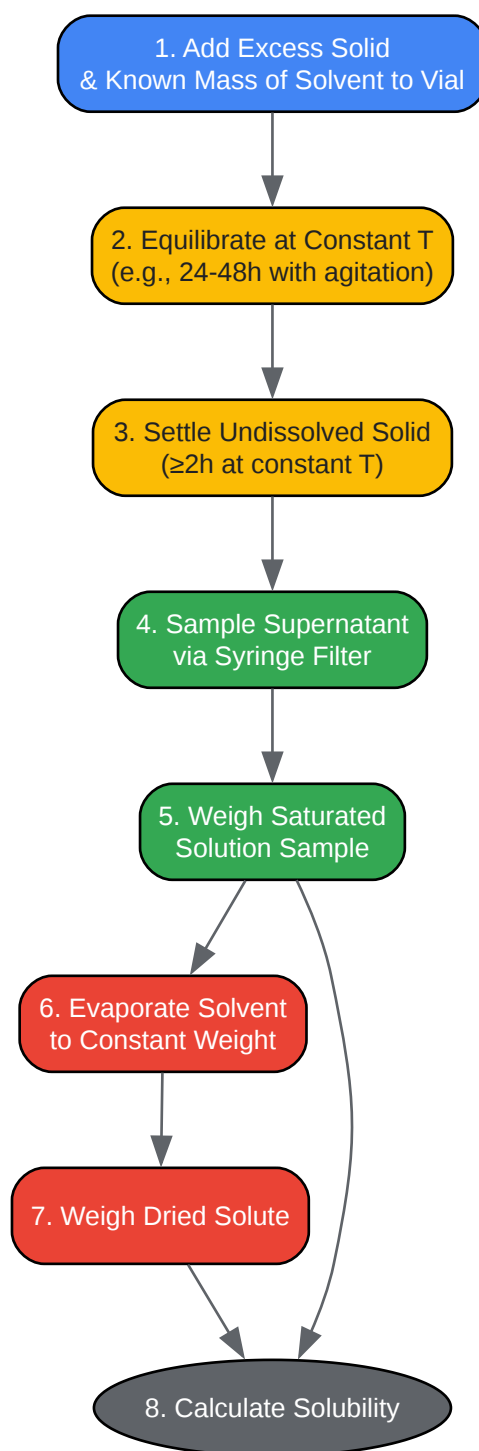 1. Add Excess Solid
& Known Mass of Solvent to Vial
2. Equilibrate at Constant T
(e.g., 24-48h with agitation)
3. Settle Undissolved Solid
(≥2h at constant T)
4. Sample Supernatant
via Syringe Filter
5. Weigh Saturated
Solution Sample
6. Evaporate Solvent
to Constant Weight
7. Weigh Dried Solute
8. Calculate Solubility